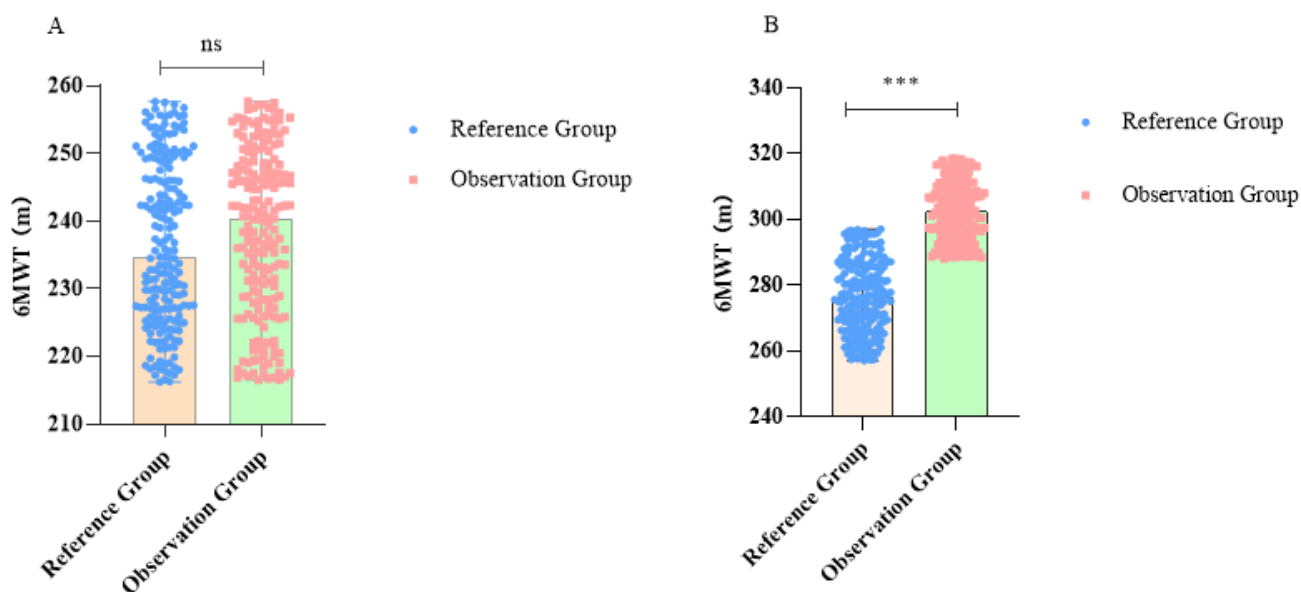 A
ns
260
250
240
230
220
210
6MWT (m)
Reference Group
Observation Group
Reference Group
Observation Group
B
***
340
320
300
280
260
240
6MWT (m)
Reference Group
Observation Group
Reference Group
Observation Group